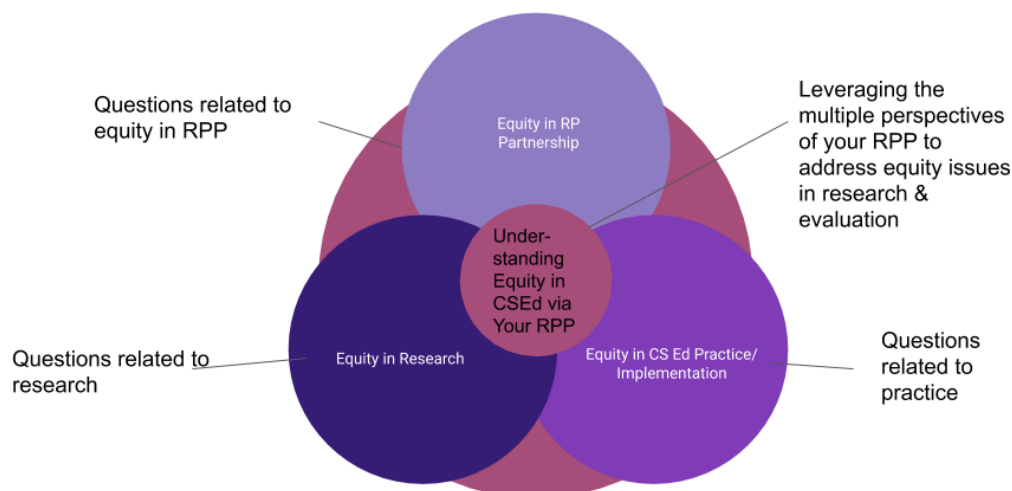 Questions related to
equity in RPP
Equity in RP
Partnership
Leveraging the
multiple perspectives
of your RPP to
address equity issues
in research &
evaluation
Under-
standing
Equity in
CSEd via
Your RPP
Questions related to
research
Equity in Research
Equity in CS Ed Practice/
Implementation
Questions
related to
practice